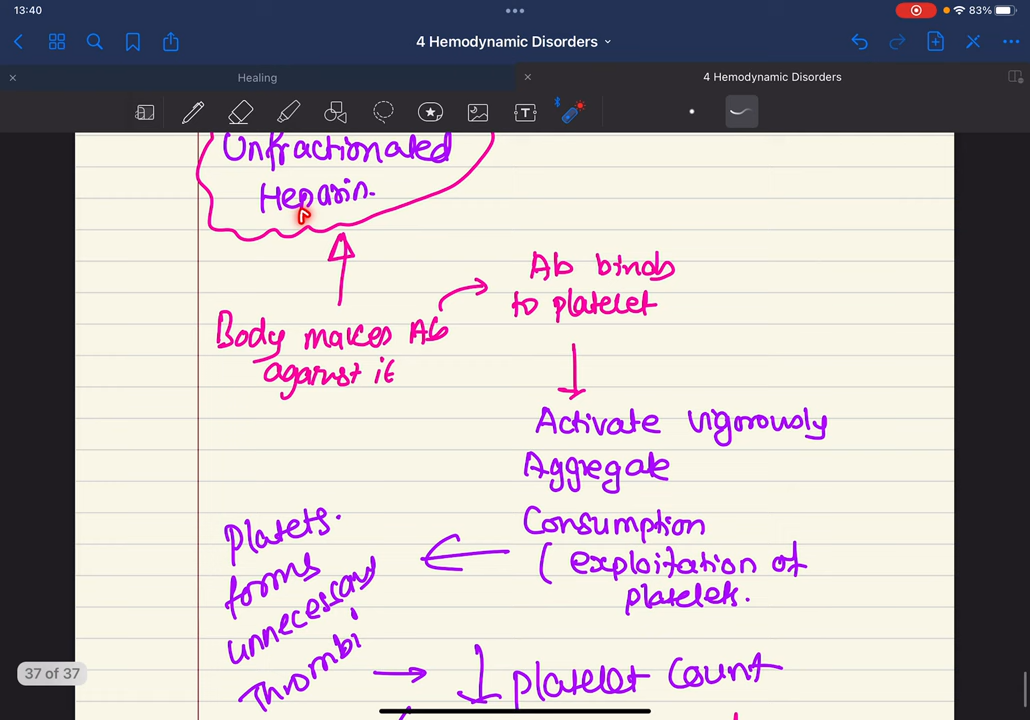 13:40
83%
4 Hemodynamic Disorders
Healing
4 Hemodynamic Disorders
Unfractionated
Heparin.
Ab binds
to platelet
Body makes Ab
against it
Activate vigorously
Aggregate
Consumption
( exploitation of
platelets.
Platets.
forms
unnecessary
Thrombi
37 of 37
↓ platelet count